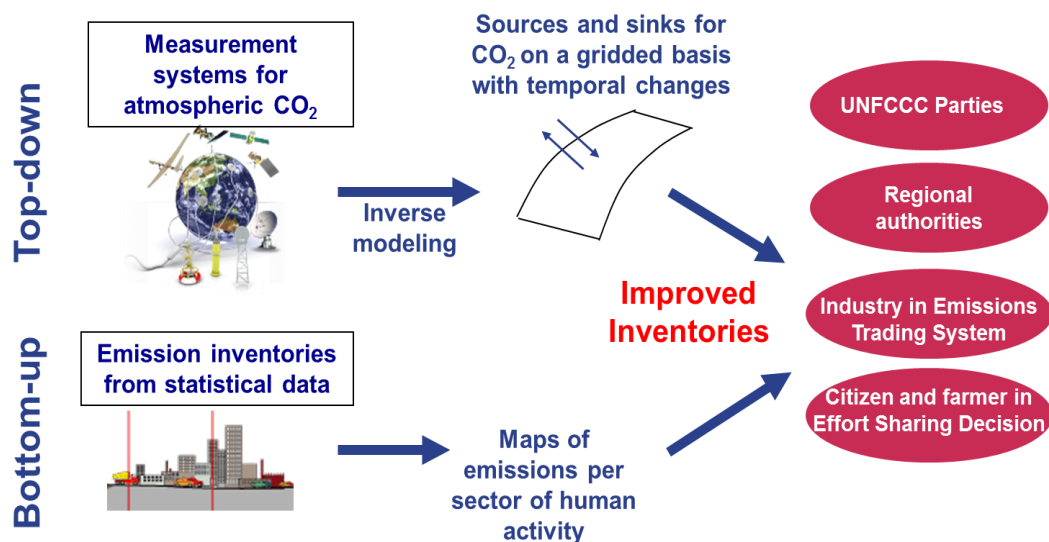 Top-down
Measurement
systems for
atmospheric CO₂
Inverse
modeling
Sources and sinks for
CO₂ on a gridded basis
with temporal changes
Improved
Inventories
UNFCCC Parties
Regional
authorities
Industry in Emissions
Trading System
Citizen and farmer in
Effort Sharing Decision
Bottom-up
Emission inventories
from statistical data
Maps of
emissions per
sector of human
activity